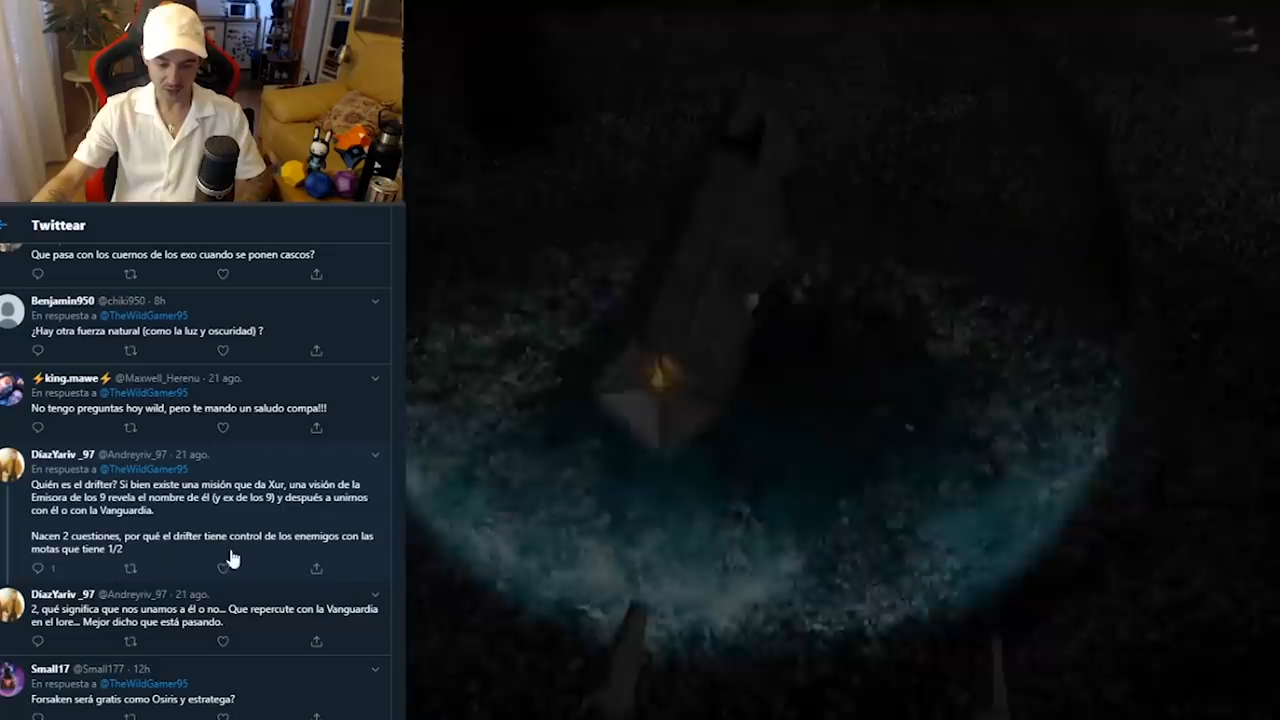 Twittear
Que pasa con los cuernos de los exo cuando se ponen cascos?
Benjamin950 @chiki950 · 8h
En respuesta a @TheWildGamer95
¿Hay otra fuerza natural (como la luz y oscuridad) ?
⚡king.mawe⚡ @Maxwell_Herenu · 21 ago.
En respuesta a @TheWildGamer95
No tengo preguntas hoy wild, pero te mando un saludo compa!!!
DíazYariv _97 @Andreyriv_97 · 21 ago.
En respuesta a @TheWildGamer95
Quién es el drifter? Si bien existe una misión que da Xur, una visión de la
Emisora de los 9 revela el nombre de él (y ex de los 9) y después a unirnos
con él o con la Vanguardia.
Nacen 2 cuestiones, por qué el drifter tiene control de los enemigos con las
motas que tiene 1/2
1
DíazYariv _97 @Andreyriv_97 · 21 ago.
2, qué significa que nos unamos a él o no... Que repercute con la Vanguardia
en el lore... Mejor dicho que está pasando.
Small17 @Small177 · 12h
En respuesta a @TheWildGamer95
Forsaken será gratis como Osiris y estratega?